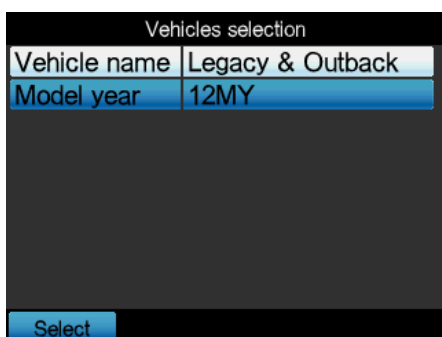 Vehicles selection
Vehicle name Legacy & Outback
Model year 12MY
Select